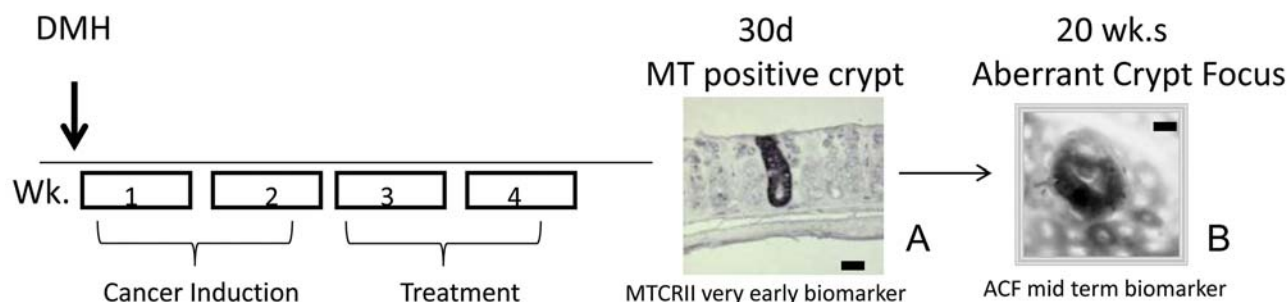 DMH
30d
MT positive crypt
20 wk.s
Aberrant Crypt Focus
Wk. 1 2 3 4
A
B
Cancer Induction
Treatment
MTCRII very early biomarker
ACF mid term biomarker